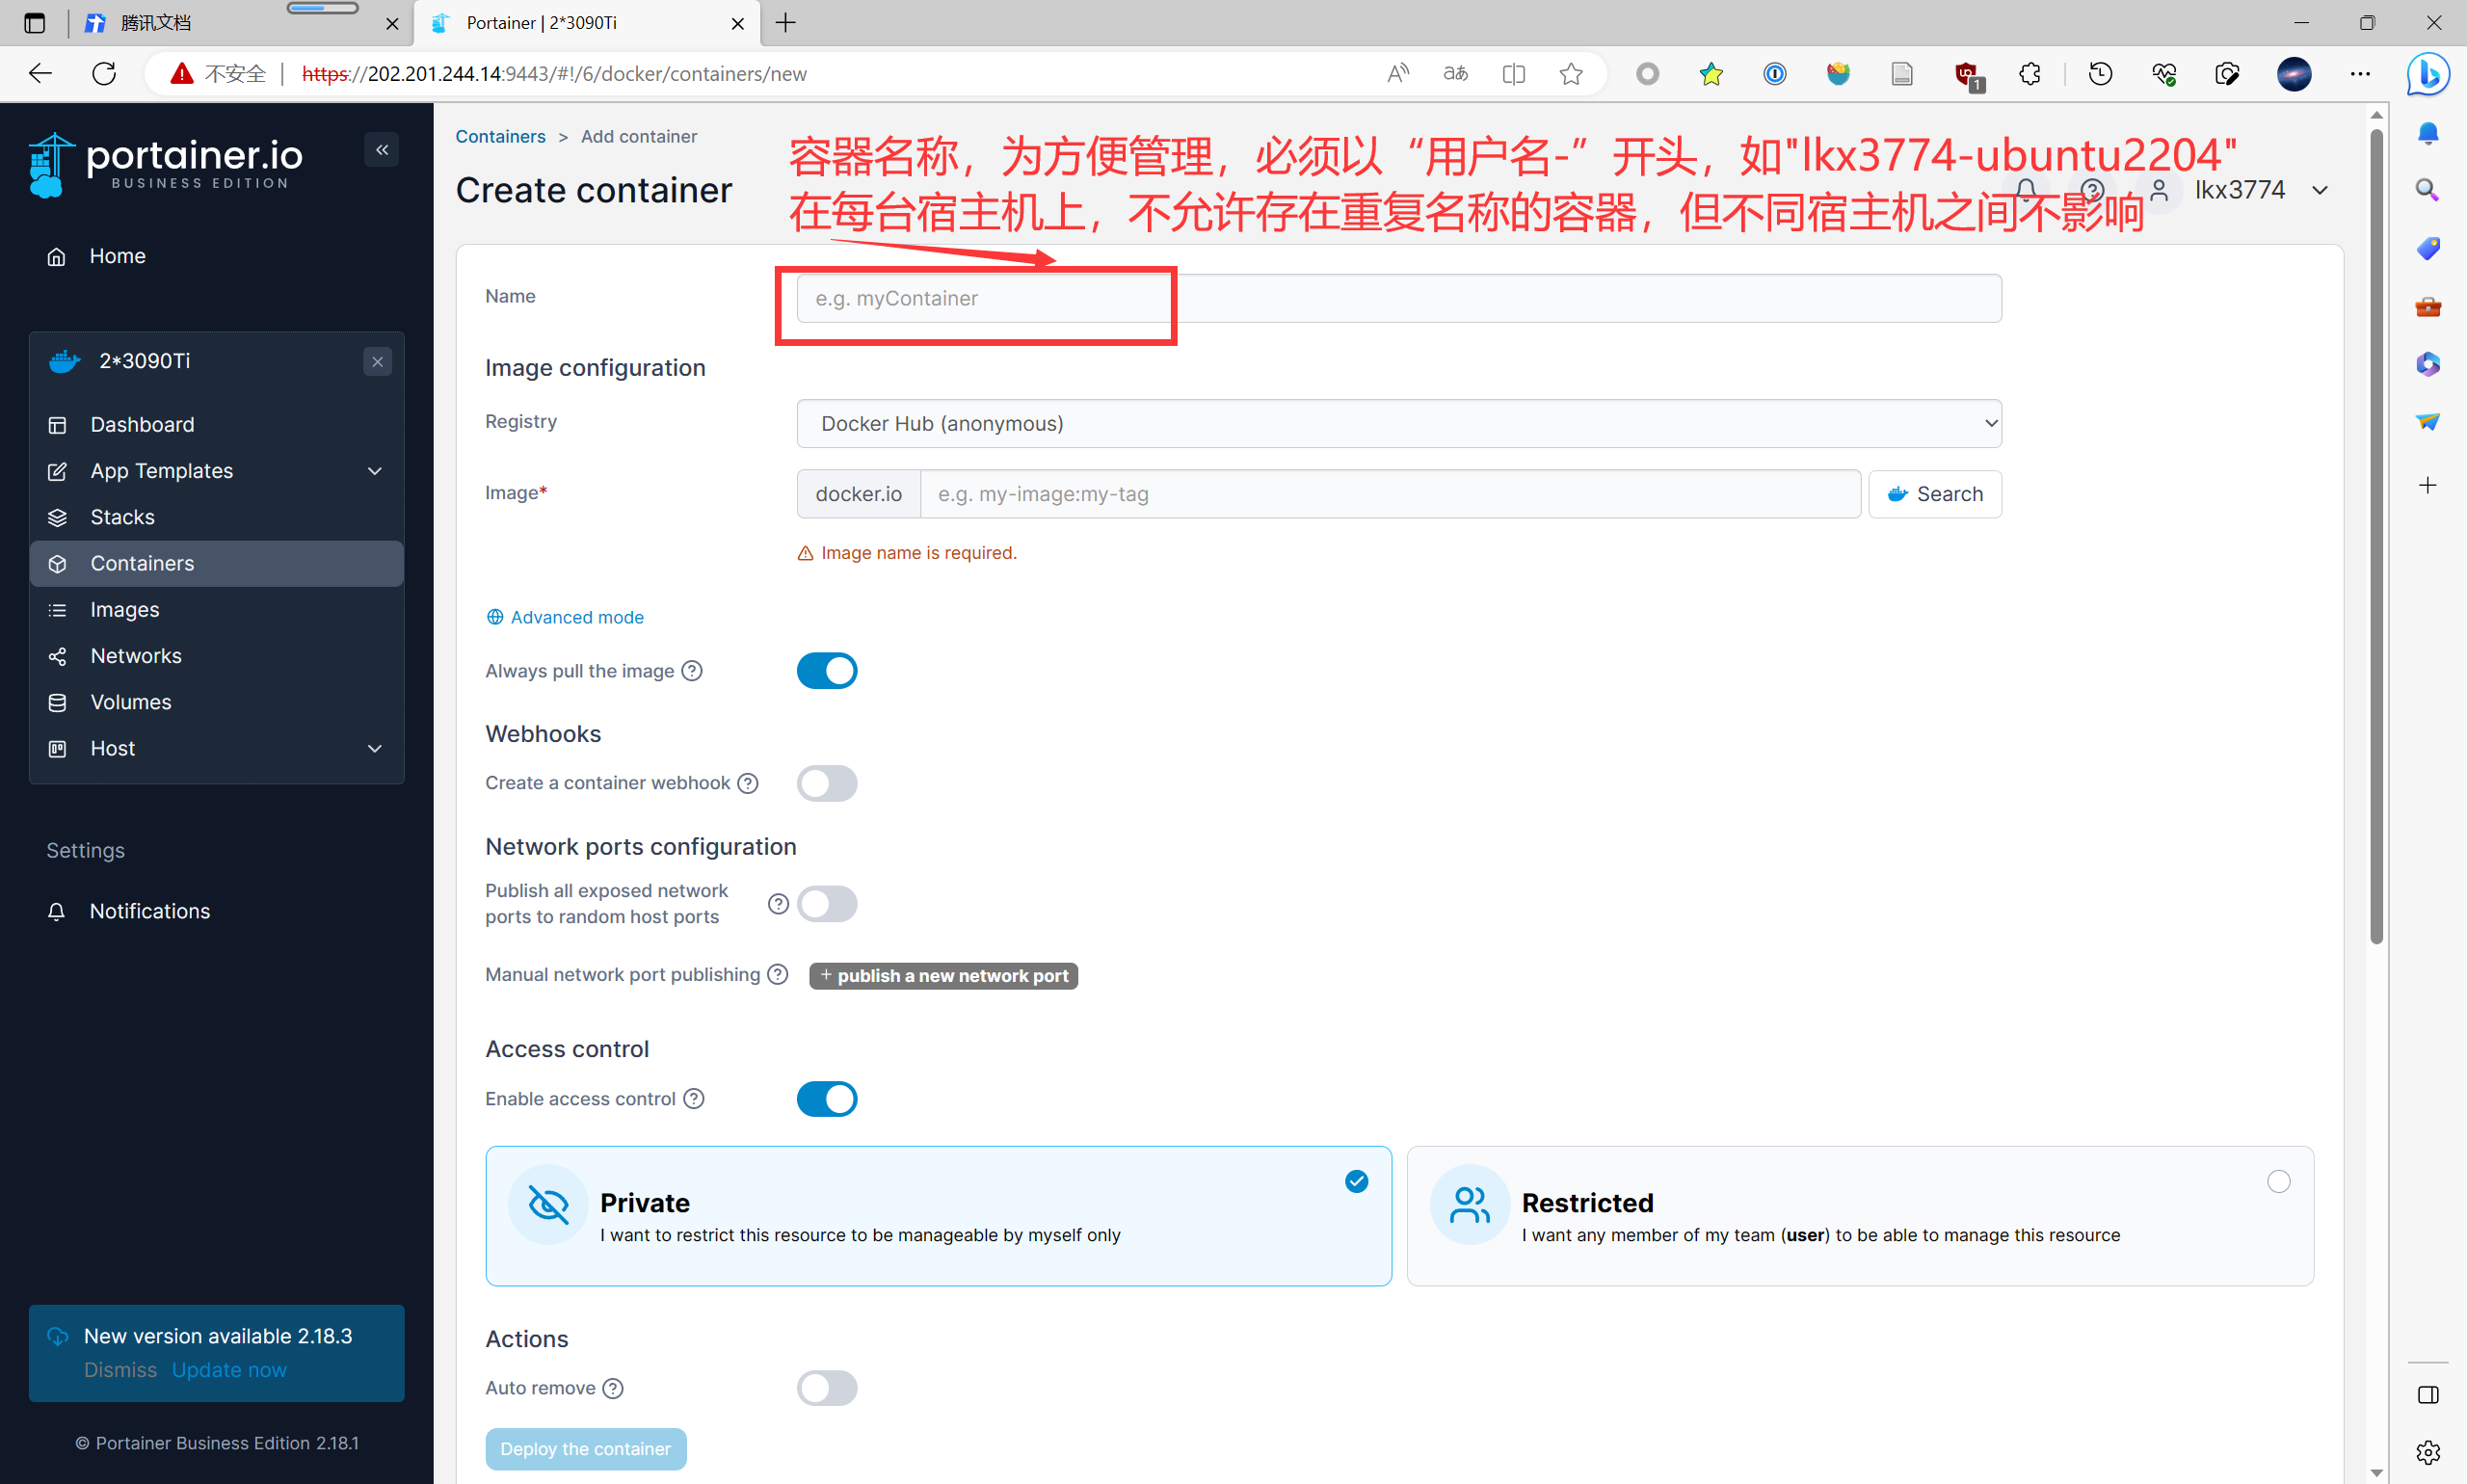 腾讯文档
Portainer | 2*3090Ti
不安全
https://202.201.244.14:9443/#!/6/docker/containers/new
1
portainer.io
BUSINESS EDITION
Home
2*3090Ti
Dashboard
App Templates
Stacks
Containers
Images
Networks
Volumes
Host
Settings
Notifications
New version available 2.18.3
Dismiss Update now
© Portainer Business Edition 2.18.1
Containers > Add container
容器名称，为方便管理，必须以“用户名-”开头，如"lkx3774-ubuntu2204"
Create container
lkx3774
在每台宿主机上，不允许存在重复名称的容器，但不同宿主机之间不影响
Name
e.g. myContainer
Image configuration
Registry
Docker Hub (anonymous)
Image*
docker.io
e.g. my-image:my-tag
Search
Image name is required.
Advanced mode
Always pull the image
Webhooks
Create a container webhook
Network ports configuration
Publish all exposed network
ports to random host ports
Manual network port publishing
+ publish a new network port
Access control
Enable access control
Private
I want to restrict this resource to be manageable by myself only
Restricted
I want any member of my team (user) to be able to manage this resource
Actions
Auto remove
Deploy the container